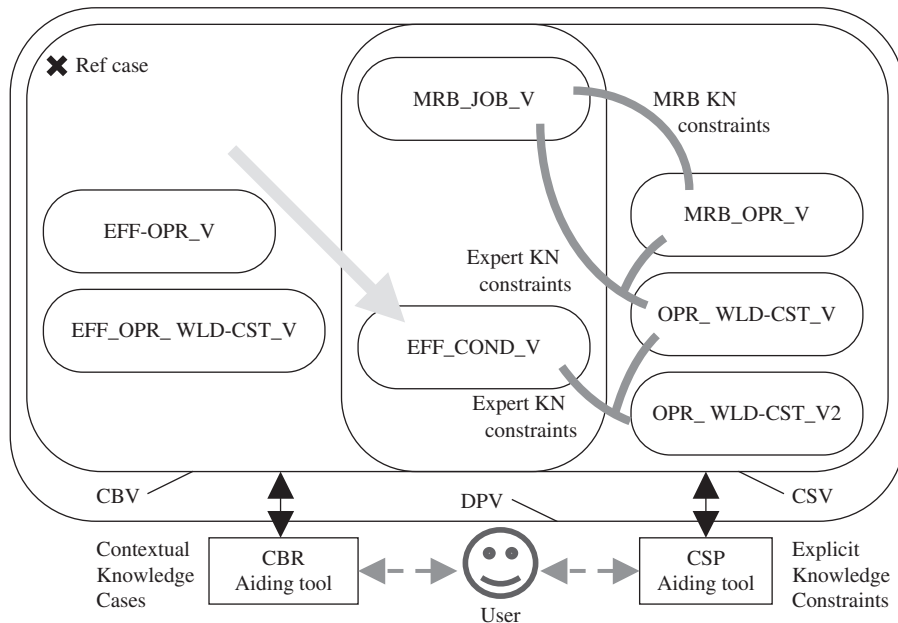 Ref case
MRB_JOB_V
MRB KN
constraints
MRB_OPR_V
EFF-OPR_V
Expert KN
constraints
EFF_OPR_ WLD-CST_V
OPR_ WLD-CST_V
EFF_COND_V
Expert KN
constraints
OPR_ WLD-CST_V2
CBV
DPV
CSV
Contextual
Knowledge
Cases
CBR
Aiding tool
User
CSP
Aiding tool
Explicit
Knowledge
Constraints